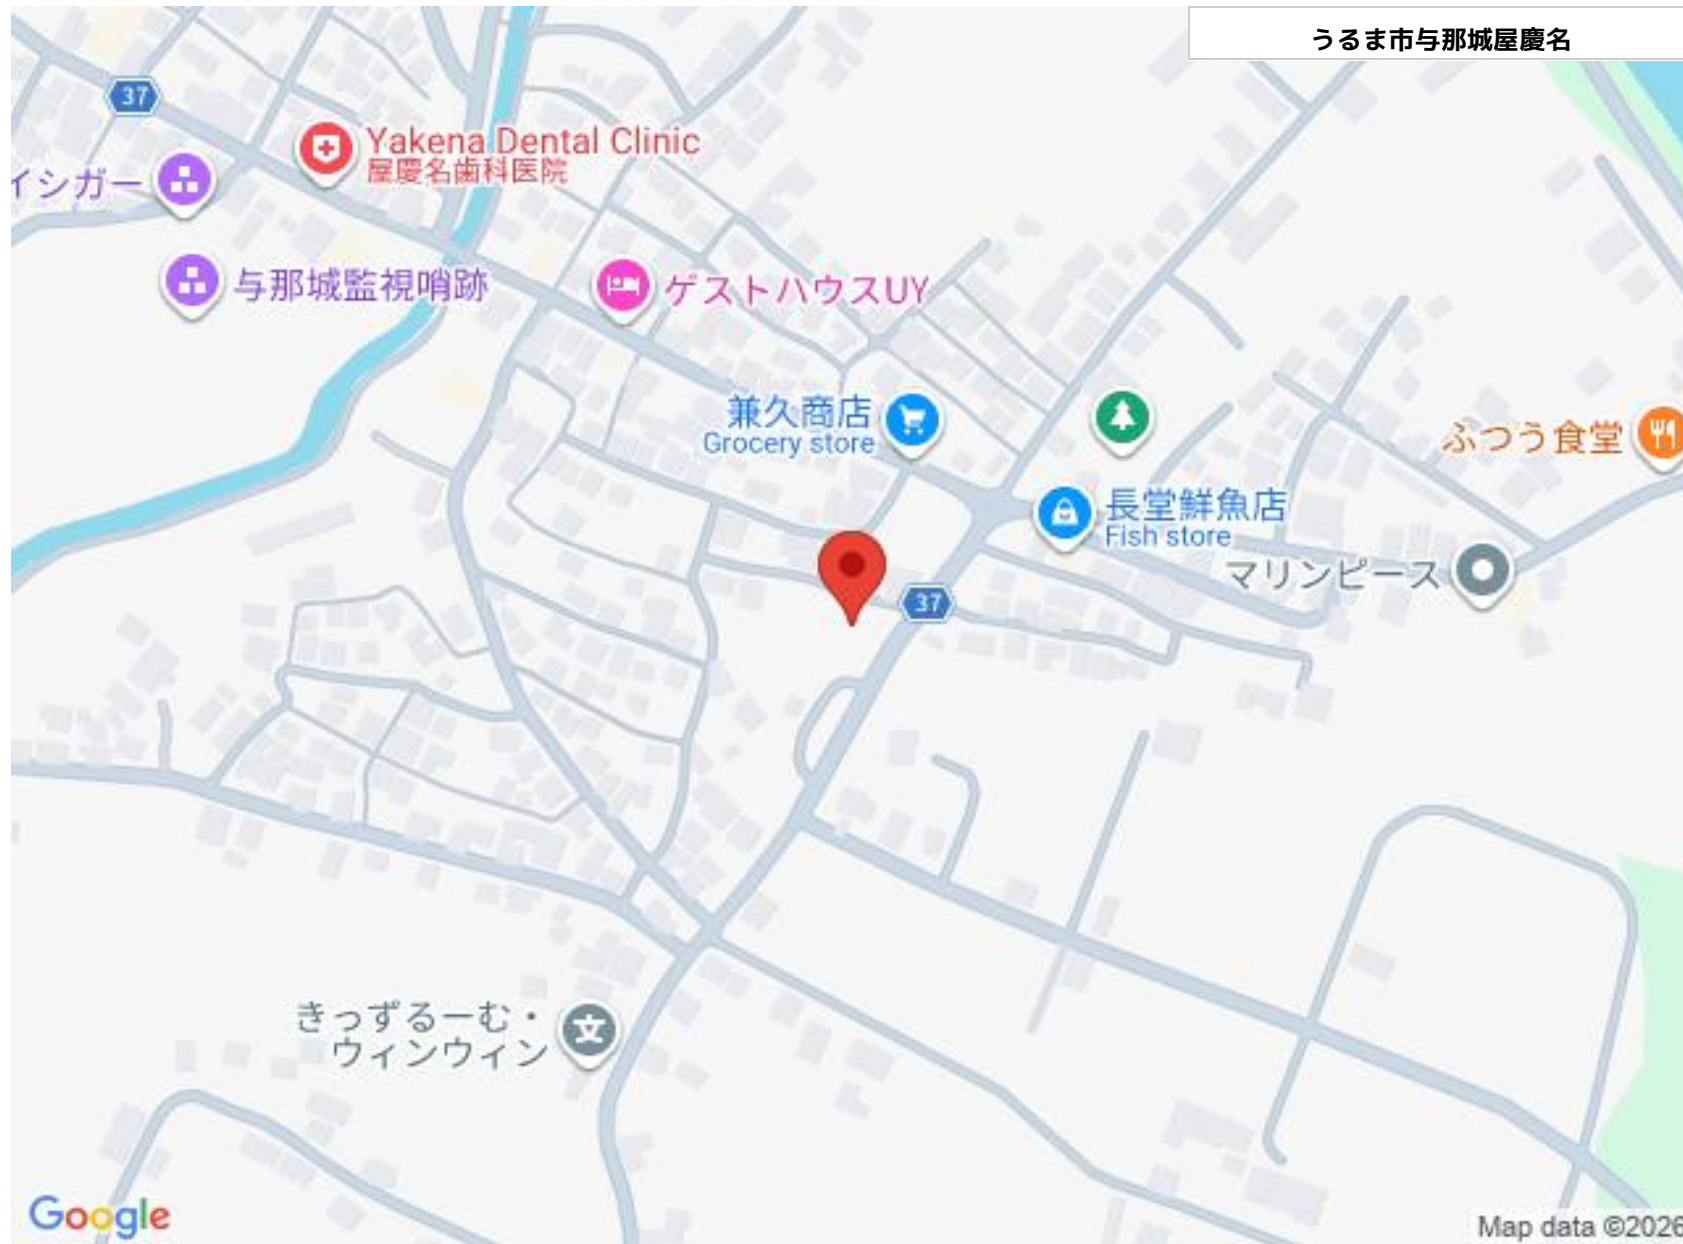 うるま市与那城屋慶名
37
Yakena Dental Clinic
屋慶名歯科医院
イシガー
与那城監視哨跡
ゲストハウスUY
兼久商店
Grocery store
ふつう食堂
長堂鮮魚店
Fish store
マリンピース
37
きっずるーむ・
ウィンウィン
Google
Map data ©2026